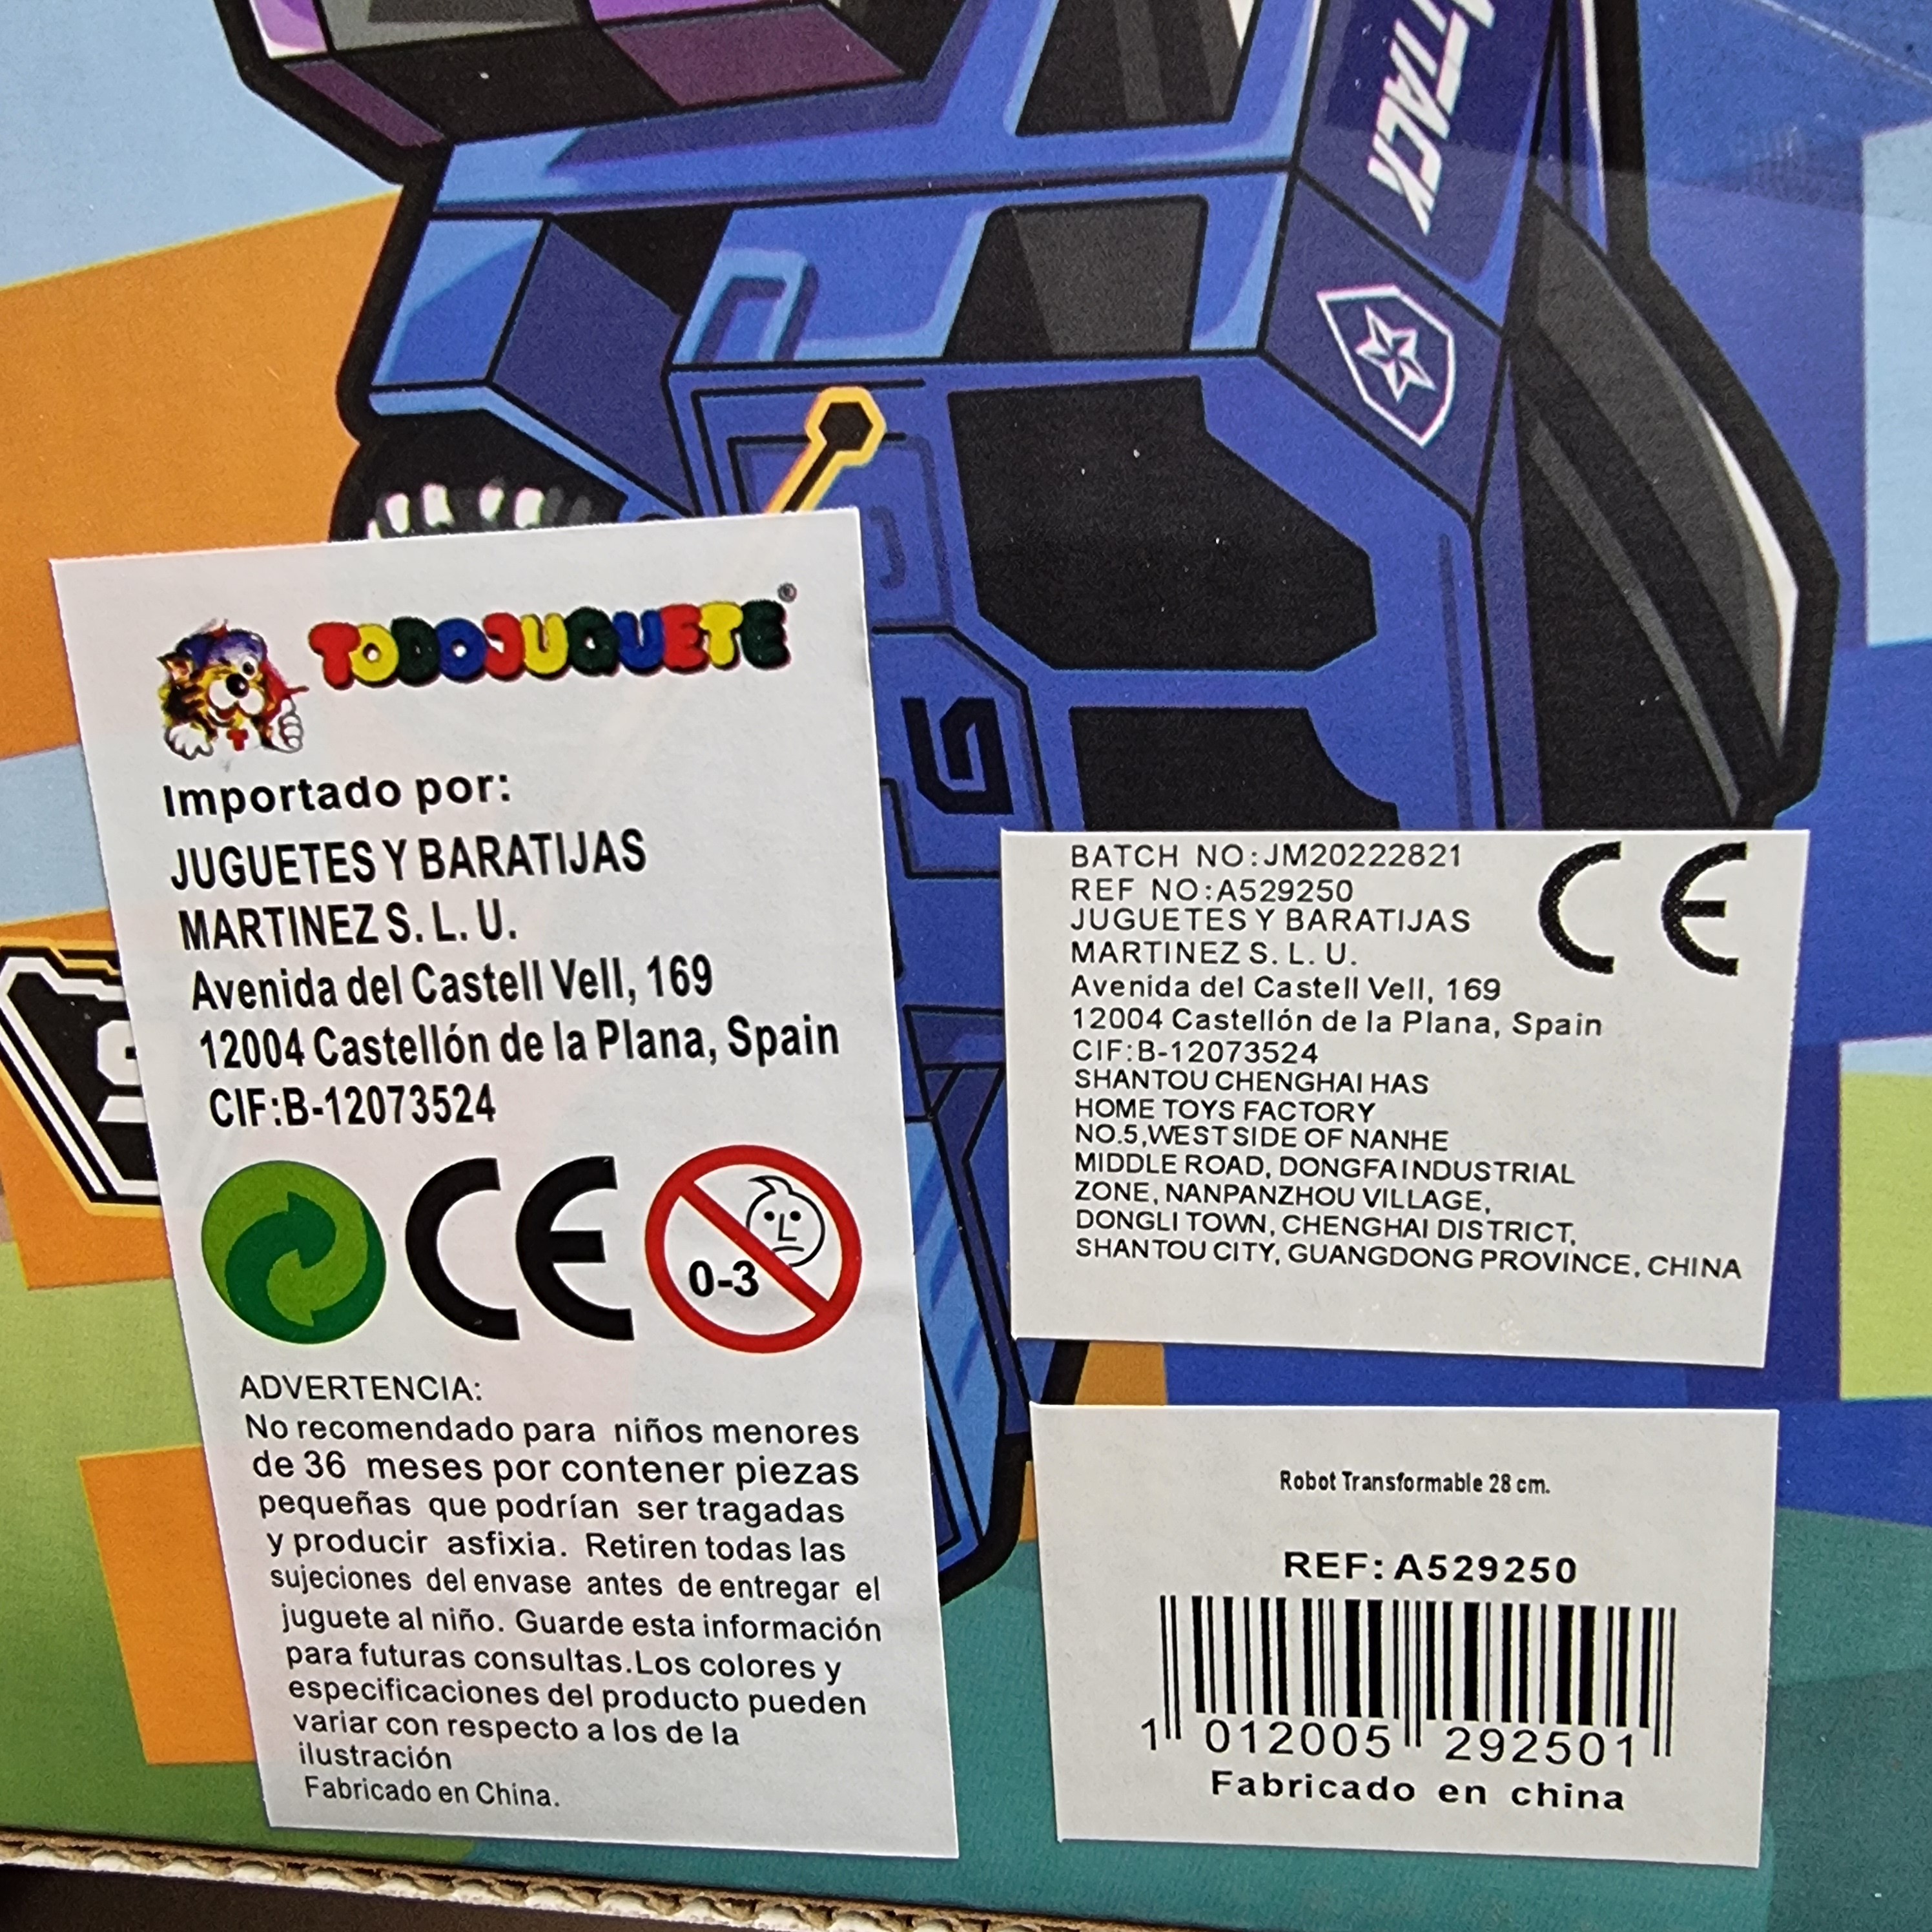 ATTACK
TODOJUGUETE®
Importado por:
JUGUETES Y BARATIJAS
MARTINEZ S. L. U.
Avenida del Castell Vell, 169
12004 Castellón de la Plana, Spain
CIF:B-12073524
CE
0-3
ADVERTENCIA:
No recomendado para niños menores
de 36 meses por contener piezas
pequeñas que podrían ser tragadas
y producir asfixia. Retiren todas las
sujeciones del envase antes de entregar el
juguete al niño. Guarde esta información
para futuras consultas.Los colores y
especificaciones del producto pueden
variar con respecto a los de la
ilustración
Fabricado en China.
BATCH NO:JM20222821
REF NO:A529250
CE
JUGUETES Y BARATIJAS
MARTINEZ S. L. U.
Avenida del Castell Vell, 169
12004 Castellón de la Plana, Spain
CIF:B-12073524
SHANTOU CHENGHAI HAS
HOME TOYS FACTORY
NO.5,WEST SIDE OF NANHE
MIDDLE ROAD, DONGFA INDUSTRIAL
ZONE, NANPANZHOU VILLAGE,
DONGLI TOWN, CHENGHAI DISTRICT,
SHANTOU CITY, GUANGDONG PROVINCE, CHINA
Robot Transformable 28 cm.
REF: A529250
1 012005 292501
Fabricado en china